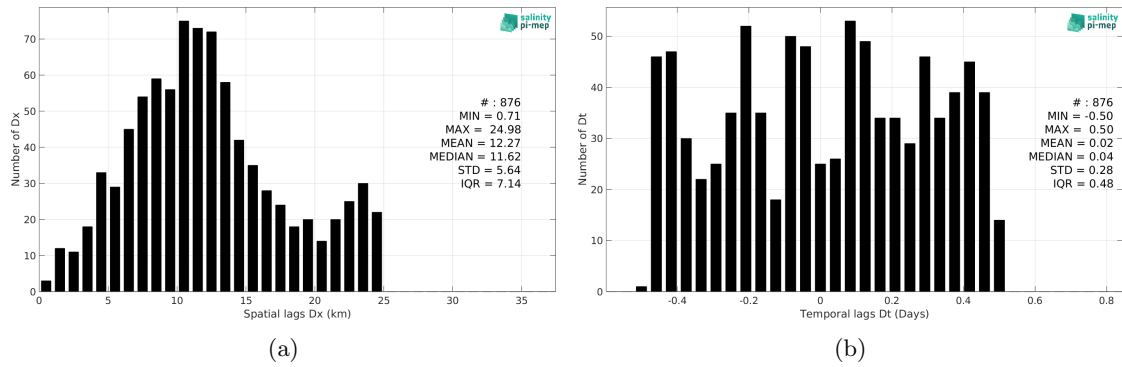 salinity
pi-mep
70
60
50
40
30
20
10
0
Number of Dx
# : 876
MIN = 0.71
MAX = 24.98
MEAN = 12.27
MEDIAN = 11.62
STD = 5.64
IQR = 7.14
0 5 10 15 20 25 30 35
Spatial lags Dx (km)
(a)
salinity
pi-mep
50
40
30
20
10
0
Number of Dt
# : 876
MIN = -0.50
MAX = 0.50
MEAN = 0.02
MEDIAN = 0.04
STD = 0.28
IQR = 0.48
-0.4 -0.2 0 0.2 0.4 0.6 0.8
Temporal lags Dt (Days)
(b)